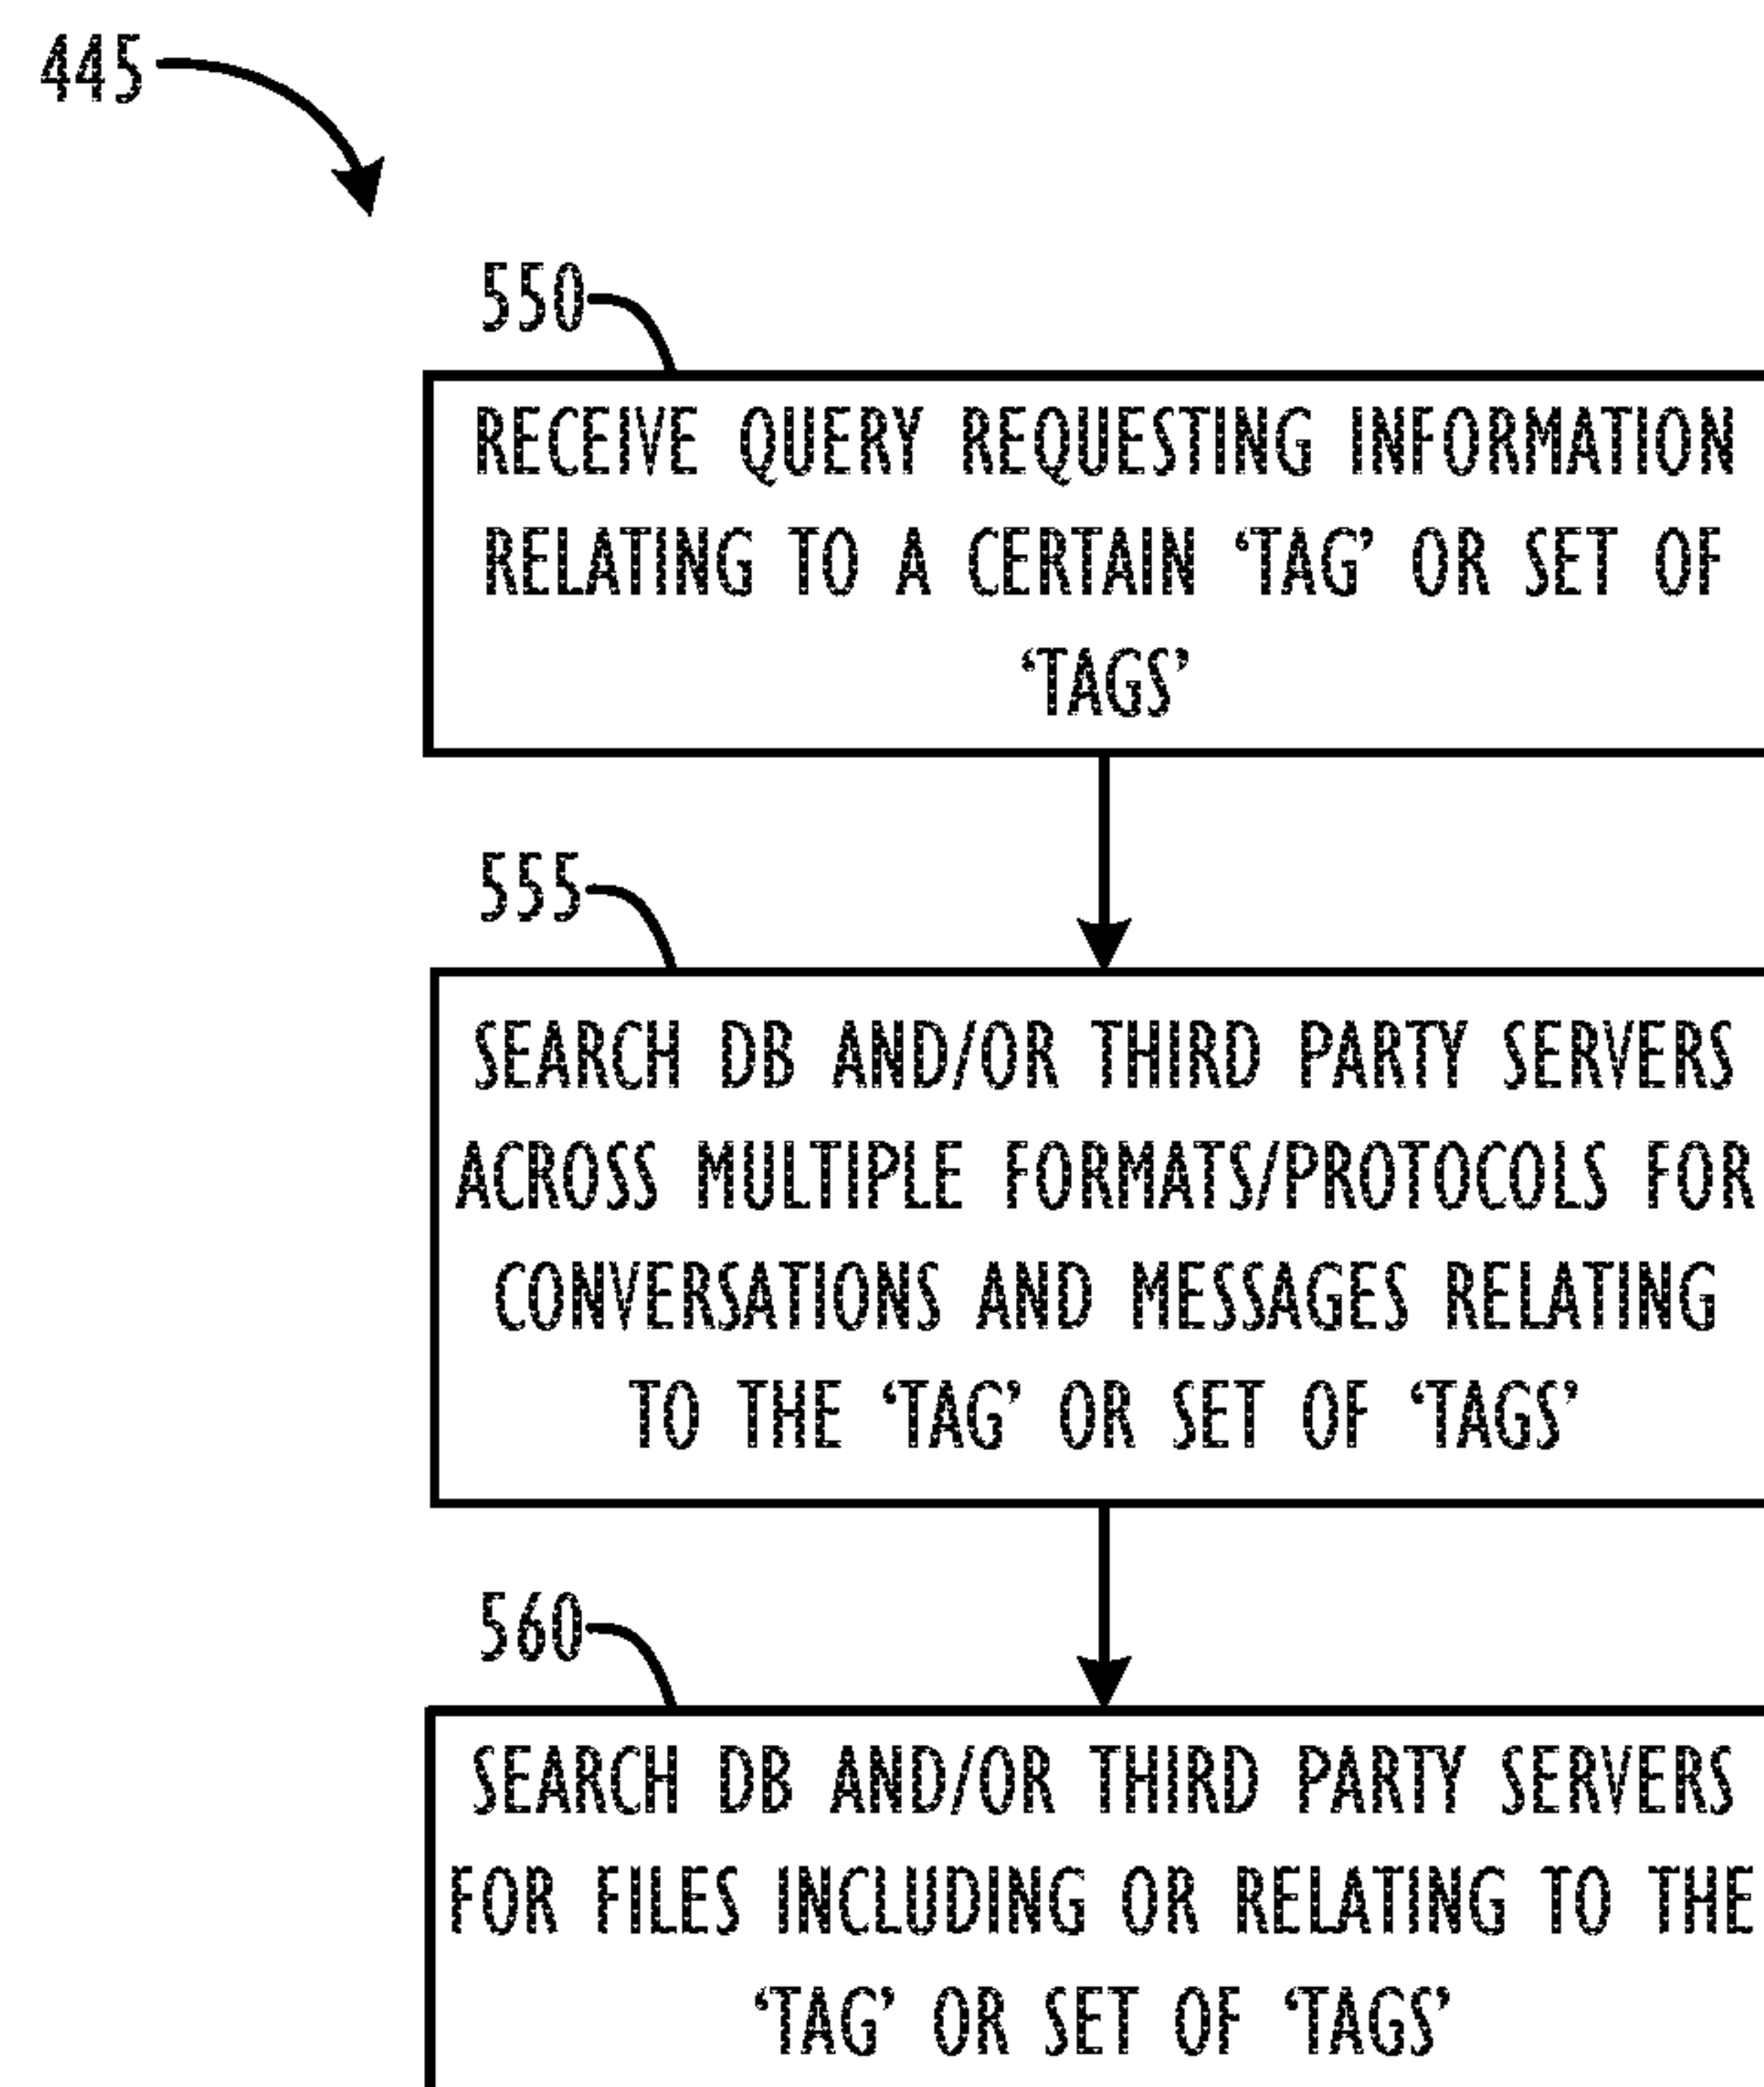 445
550
RECEIVE QUERY REQUESTING INFORMATION
RELATING TO A CERTAIN ‘TAG’ OR SET OF
‘TAGS’
555
SEARCH DB AND/OR THIRD PARTY SERVERS
ACROSS MULTIPLE FORMATS/PROTOCOLS FOR
CONVERSATIONS AND MESSAGES RELATING
TO THE ‘TAG’ OR SET OF ‘TAGS’
560
SEARCH DB AND/OR THIRD PARTY SERVERS
FOR FILES INCLUDING OR RELATING TO THE
‘TAG’ OR SET OF ‘TAGS’